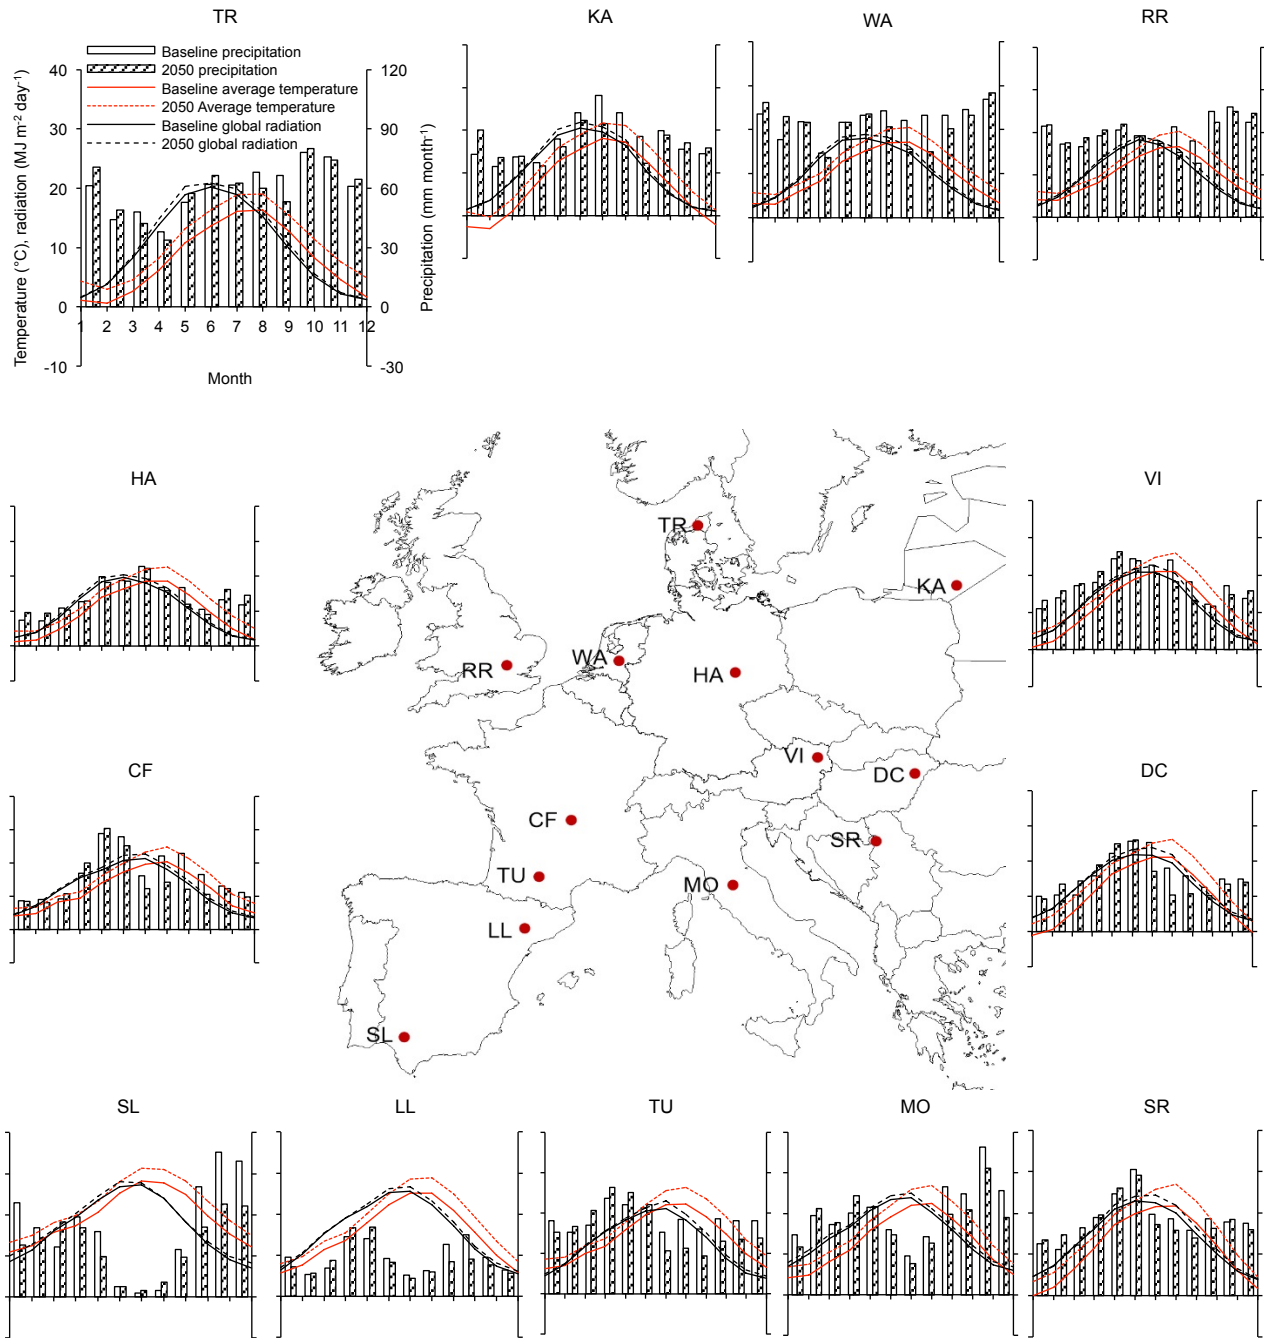 TR
KA
WA
RR
Baseline precipitation
2050 precipitation
Baseline average temperature
2050 Average temperature
Baseline global radiation
2050 global radiation
Temperature (°C), radiation (MJ m⁻² day⁻¹)
40
30
20
10
0
-10
120
90
60
30
0
-30
Precipitation (mm month⁻¹)
1 2 3 4 5 6 7 8 9 10 11 12
Month
HA
VI
CF
DC
TR
KA
RR
WA
HA
VI
DC
CF
SR
TU
MO
LL
SL
SL
LL
TU
MO
SR